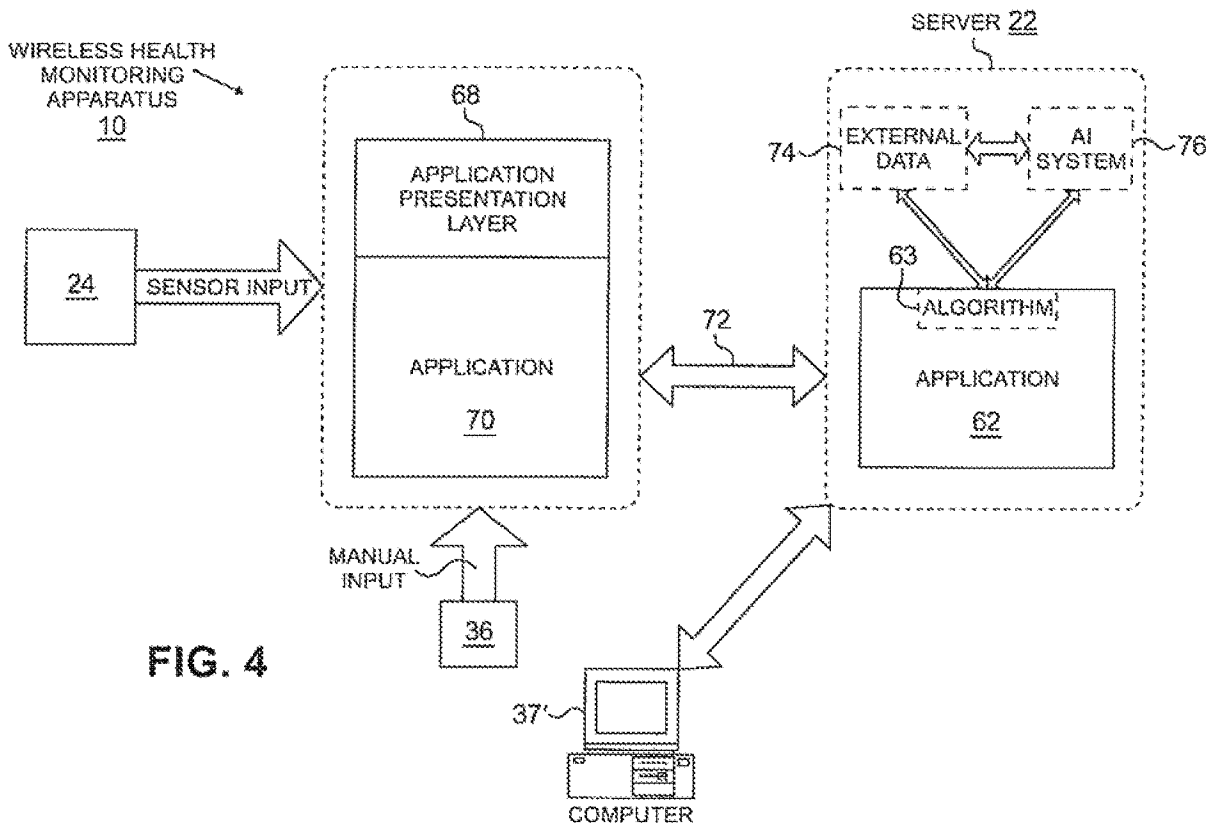 WIRELESS HEALTH
MONITORING
APPARATUS
10
24
SENSOR INPUT
68
APPLICATION
PRESENTATION
LAYER
APPLICATION
70
MANUAL
INPUT
36
72
SERVER 22
74
EXTERNAL
DATA
AI
SYSTEM
76
63
ALGORITHM
APPLICATION
62
37'
COMPUTER
FIG. 4